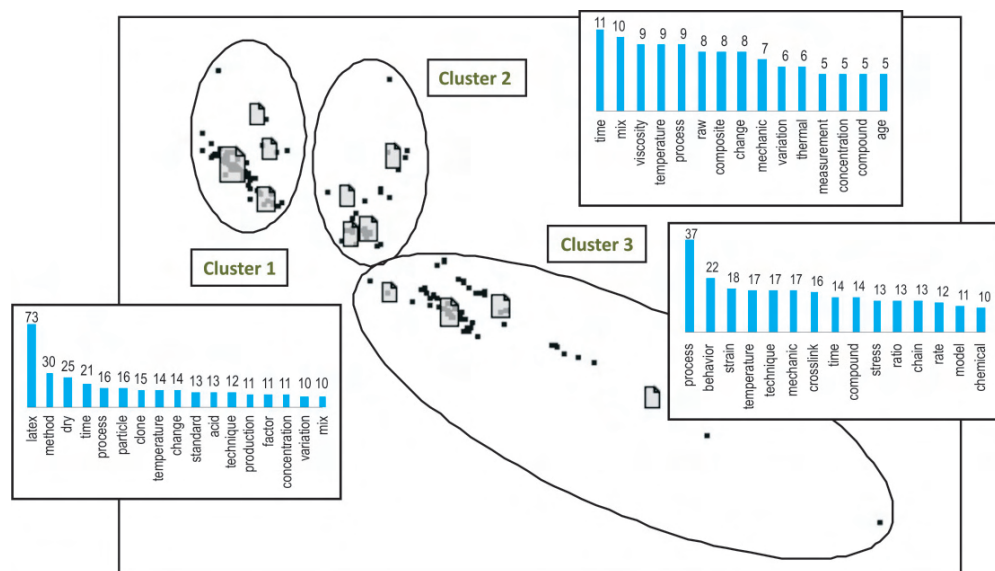 Cluster 2
11 10 9 9 9 8 8 8 7 6 6 5 5 5 5
time mix viscosity temperature process raw composite change mechanic variation thermal measurement concentration compound age
Cluster 3
37 22 18 17 17 17 16 14 14 13 13 13 12 11 10
process behavior strain temperature technique mechanic crosslink time compound stress ratio chain rate model chemical
Cluster 1
73 30 25 21 16 16 15 14 14 13 13 12 11 11 11 10 10
latex method dry time process particle clone temperature change standard acid technique production factor concentration variation mix